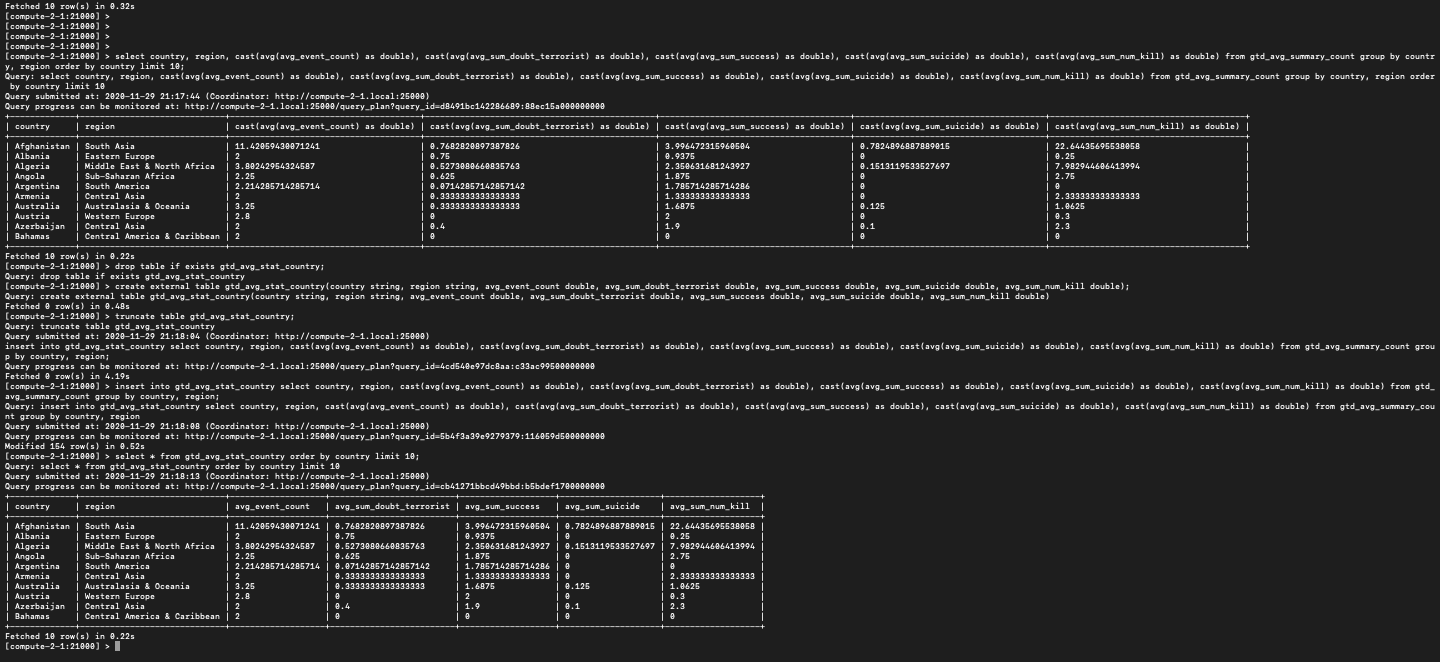 Fetched 10 row(s) in 0.32s
[compute-2-1:21000] >
[compute-2-1:21000] >
[compute-2-1:21000] >
[compute-2-1:21000] >
[compute-2-1:21000] > select country, region, cast(avg(avg_event_count) as double), cast(avg(avg_sum_doubt_terrorist) as double), cast(avg(avg_sum_success) as double), cast(avg(avg_sum_suicide) as double), cast(avg(avg_sum_num_kill) as double) from gtd_avg_summary_count group by countr
y, region order by country limit 10;
Query: select country, region, cast(avg(avg_event_count) as double), cast(avg(avg_sum_doubt_terrorist) as double), cast(avg(avg_sum_success) as double), cast(avg(avg_sum_suicide) as double), cast(avg(avg_sum_num_kill) as double) from gtd_avg_summary_count group by country, region order
by country limit 10
Query submitted at: 2020-11-29 21:17:44 (Coordinator: http://compute-2-1.local:25000)
Query progress can be monitored at: http://compute-2-1.local:25000/query_plan?query_id=d8491bc142286689:88ec15a000000000
| country | region | cast(avg(avg_event_count) as double) | cast(avg(avg_sum_doubt_terrorist) as double) | cast(avg(avg_sum_success) as double) | cast(avg(avg_sum_suicide) as double) | cast(avg(avg_sum_num_kill) as double) |
| Afghanistan | South Asia | 11.42059430071241 | 0.7682820897387826 | 3.996472315960504 | 0.7824896887889015 | 22.64435695538058 |
| Albania | Eastern Europe | 2 | 0.75 | 0.9375 | 0 | 0.25 |
| Algeria | Middle East & North Africa | 3.80242954324587 | 0.5273080660835763 | 2.350631681243927 | 0.1513119533527697 | 7.982944606413994 |
| Angola | Sub-Saharan Africa | 2.25 | 0.625 | 1.875 | 0 | 2.75 |
| Argentina | South America | 2.214285714285714 | 0.07142857142857142 | 1.785714285714286 | 0 | 0 |
| Armenia | Central Asia | 2 | 0.3333333333333333 | 1.333333333333333 | 0 | 2.333333333333333 |
| Australia | Australasia & Oceania | 3.25 | 0.3333333333333333 | 1.6875 | 0.125 | 1.0625 |
| Austria | Western Europe | 2.8 | 0 | 2 | 0 | 0.3 |
| Azerbaijan | Central Asia | 2 | 0.4 | 1.9 | 0.1 | 2.3 |
| Bahamas | Central America & Caribbean | 2 | 0 | 0 | 0 | 0 |
Fetched 10 row(s) in 0.22s
[compute-2-1:21000] > drop table if exists gtd_avg_stat_country;
Query: drop table if exists gtd_avg_stat_country
[compute-2-1:21000] > create external table gtd_avg_stat_country(country string, region string, avg_event_count double, avg_sum_doubt_terrorist double, avg_sum_success double, avg_sum_suicide double, avg_sum_num_kill double);
Query: create external table gtd_avg_stat_country(country string, region string, avg_event_count double, avg_sum_doubt_terrorist double, avg_sum_success double, avg_sum_suicide double, avg_sum_num_kill double)
Fetched 0 row(s) in 0.48s
[compute-2-1:21000] > truncate table gtd_avg_stat_country;
Query: truncate table gtd_avg_stat_country
Query submitted at: 2020-11-29 21:18:04 (Coordinator: http://compute-2-1.local:25000)
insert into gtd_avg_stat_country select country, region, cast(avg(avg_event_count) as double), cast(avg(avg_sum_doubt_terrorist) as double), cast(avg(avg_sum_success) as double), cast(avg(avg_sum_suicide) as double), cast(avg(avg_sum_num_kill) as double) from gtd_avg_summary_count grou
p by country, region;
Query progress can be monitored at: http://compute-2-1.local:25000/query_plan?query_id=4cd540e97dc8aa:c33ac99500000000
Fetched 0 row(s) in 4.19s
[compute-2-1:21000] > insert into gtd_avg_stat_country select country, region, cast(avg(avg_event_count) as double), cast(avg(avg_sum_doubt_terrorist) as double), cast(avg(avg_sum_success) as double), cast(avg(avg_sum_suicide) as double), cast(avg(avg_sum_num_kill) as double) from gtd_
avg_summary_count group by country, region;
Query: insert into gtd_avg_stat_country select country, region, cast(avg(avg_event_count) as double), cast(avg(avg_sum_doubt_terrorist) as double), cast(avg(avg_sum_success) as double), cast(avg(avg_sum_suicide) as double), cast(avg(avg_sum_num_kill) as double) from gtd_avg_summary_cou
nt group by country, region
Query submitted at: 2020-11-29 21:18:08 (Coordinator: http://compute-2-1.local:25000)
Query progress can be monitored at: http://compute-2-1.local:25000/query_plan?query_id=5b4f3a39e9279379:116059d500000000
Modified 154 row(s) in 0.52s
[compute-2-1:21000] > select * from gtd_avg_stat_country order by country limit 10;
Query: select * from gtd_avg_stat_country order by country limit 10
Query submitted at: 2020-11-29 21:18:13 (Coordinator: http://compute-2-1.local:25000)
Query progress can be monitored at: http://compute-2-1.local:25000/query_plan?query_id=cb41271bbcd49bbd:b5bdef1700000000
| country | region | avg_event_count | avg_sum_doubt_terrorist | avg_sum_success | avg_sum_suicide | avg_sum_num_kill |
| Afghanistan | South Asia | 11.42059430071241 | 0.7682820897387826 | 3.996472315960504 | 0.7824896887889015 | 22.64435695538058 |
| Albania | Eastern Europe | 2 | 0.75 | 0.9375 | 0 | 0.25 |
| Algeria | Middle East & North Africa | 3.80242954324587 | 0.5273080660835763 | 2.350631681243927 | 0.1513119533527697 | 7.982944606413994 |
| Angola | Sub-Saharan Africa | 2.25 | 0.625 | 1.875 | 0 | 2.75 |
| Argentina | South America | 2.214285714285714 | 0.07142857142857142 | 1.785714285714286 | 0 | 0 |
| Armenia | Central Asia | 2 | 0.3333333333333333 | 1.333333333333333 | 0 | 2.333333333333333 |
| Australia | Australasia & Oceania | 3.25 | 0.3333333333333333 | 1.6875 | 0.125 | 1.0625 |
| Austria | Western Europe | 2.8 | 0 | 2 | 0 | 0.3 |
| Azerbaijan | Central Asia | 2 | 0.4 | 1.9 | 0.1 | 2.3 |
| Bahamas | Central America & Caribbean | 2 | 0 | 0 | 0 | 0 |
Fetched 10 row(s) in 0.22s
[compute-2-1:21000] >